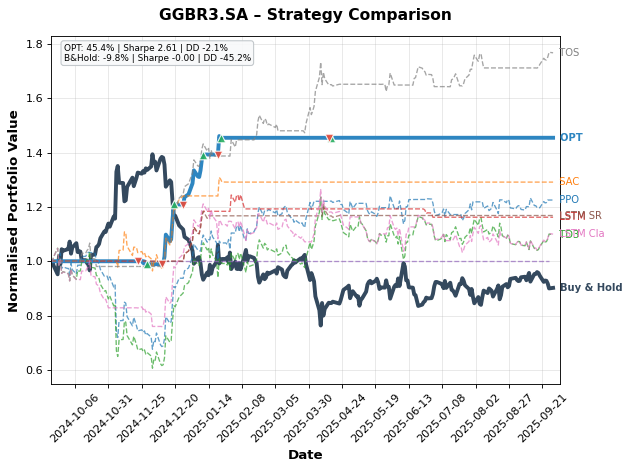 GGBR3.SA – Strategy Comparison
OPT: 45.4% | Sharpe 2.61 | DD -2.1%
B&Hold: -9.8% | Sharpe -0.00 | DD -45.2%
Normalised Portfolio Value
1.8
1.6
1.4
1.2
1.0
0.8
0.6
TOS
OPT
SAC
PPO
SR
Buy & Hold
2024-10-06
2024-10-31
2024-11-25
2024-12-20
2025-01-14
2025-02-08
2025-03-05
2025-03-30
2025-04-24
2025-05-19
2025-06-13
2025-07-08
2025-08-02
2025-08-27
2025-09-21
Date